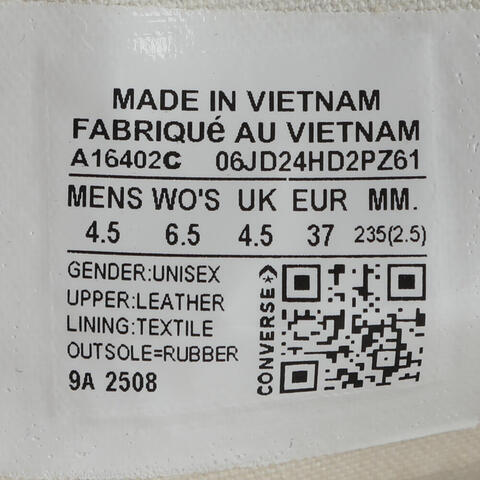 MADE IN VIETNAM
FABRIQUé AU VIETNAM
A16402C 06JD24HD2PZ61
MENS WO'S UK EUR MM.
4.5 6.5 4.5 37 235(2.5)
GENDER:UNISEX
UPPER:LEATHER
LINING:TEXTILE
OUTSOLE=RUBBER
9A 2508
CONVERSE